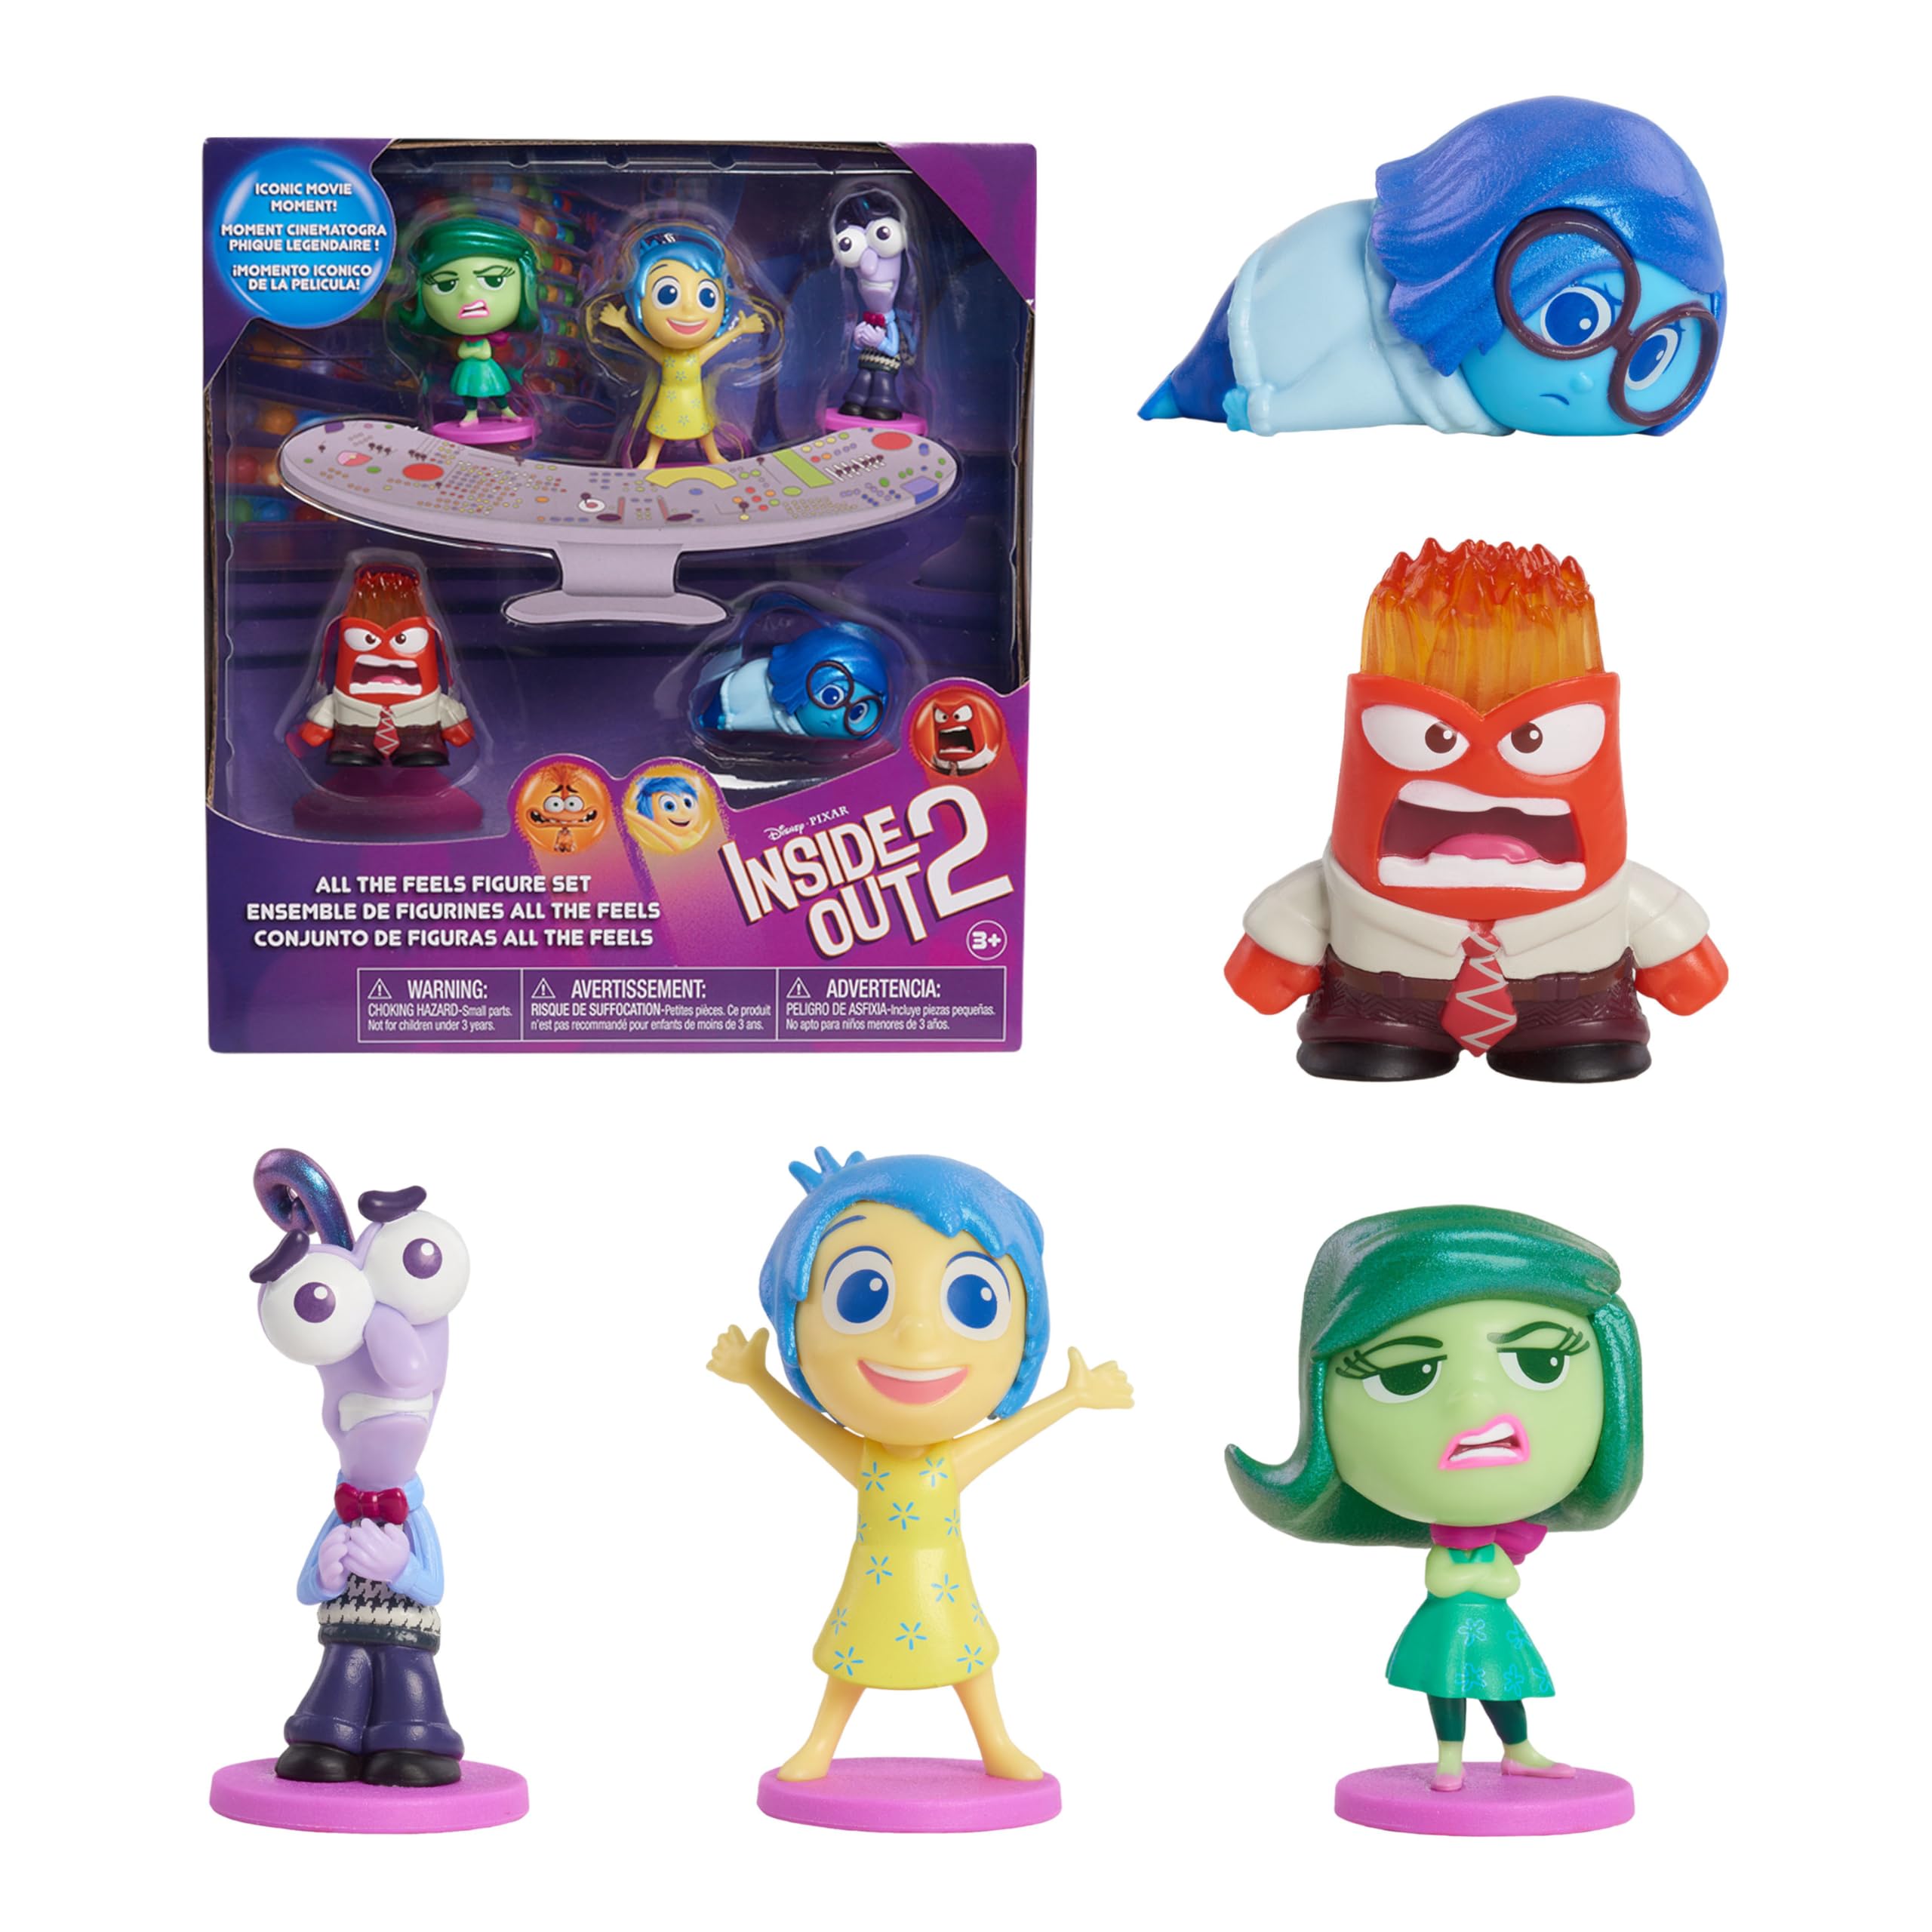 ICONIC MOVIE
MOMENT!
MOMENT CINEMATOGRA
PHIQUE LEGENDAIRE !
¡MOMENTO ICONICO
DE LA PELICULA!
Disney · PIXAR
INSIDE
OUT 2
ALL THE FEELS FIGURE SET
ENSEMBLE DE FIGURINES ALL THE FEELS
CONJUNTO DE FIGURAS ALL THE FEELS
3+
WARNING:
CHOKING HAZARD-Small parts.
Not for children under 3 years.
AVERTISSEMENT:
RISQUE DE SUFFOCATION-Petites pièces. Ce produit
n'est pas recommandé pour enfants de moins de 3 ans.
ADVERTENCIA:
PELIGRO DE ASFIXIA-Incluye piezas pequeñas.
No apto para niños menores de 3 años.